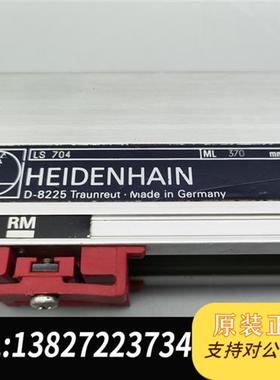 LS 704
ML 370 mm
HEIDENHAIN
D-8225 Traunreut · Made in Germany
RM
原装正
支持对公
:13827223734